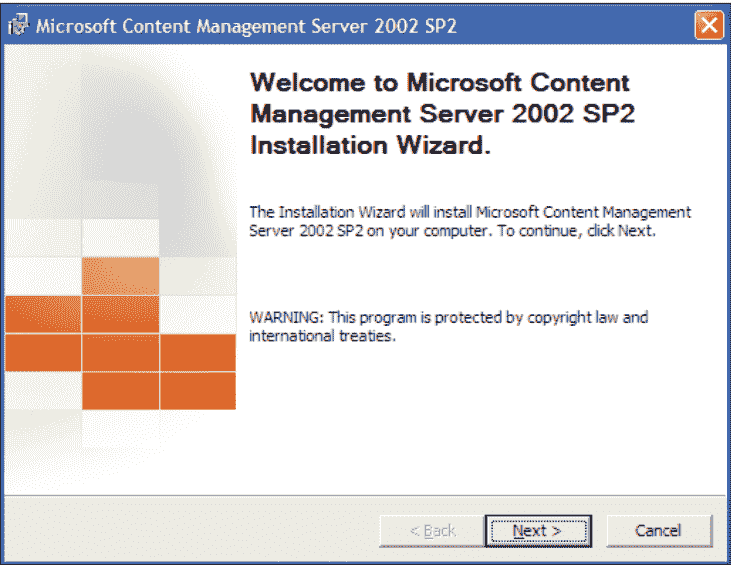 Microsoft Content Management Server 2002 SP2
Welcome to Microsoft Content
Management Server 2002 SP2
Installation Wizard.
The Installation Wizard will install Microsoft Content Management
Server 2002 SP2 on your computer. To continue, click Next.
WARNING: This program is protected by copyright law and
international treaties.
< Back Next > Cancel